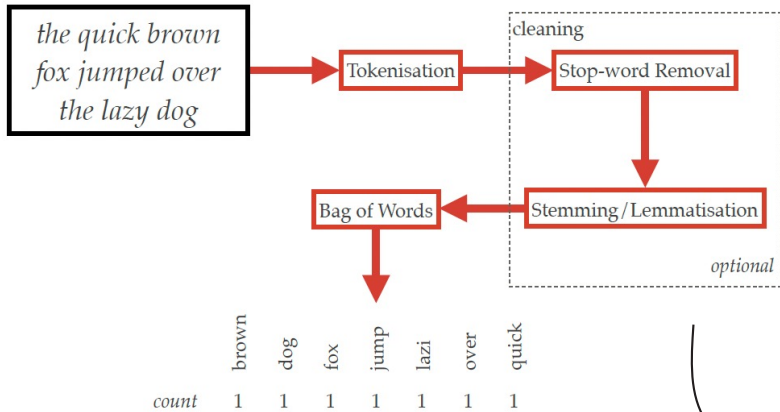 the quick brown
fox jumped over
the lazy dog
Tokenisation
cleaning
Stop-word Removal
Bag of Words
Stemming/Lemmatisation
optional
brown dog fox jump lazi over quick
count 1 1 1 1 1 1 1